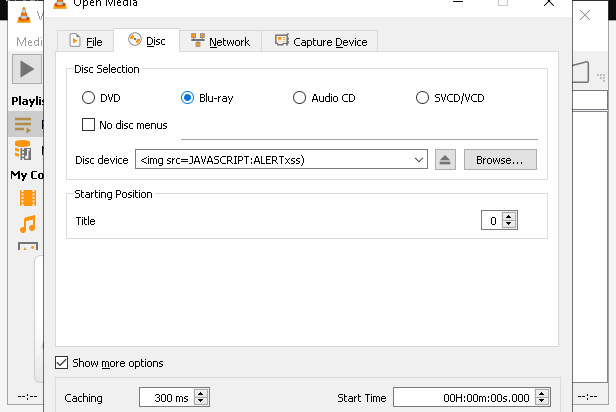 Open Media
V
Medi
File
Disc
Network
Capture Device
Disc Selection
Playlis
DVD
Blu-ray
Audio CD
SVCD/VCD
No disc menus
Disc device
<img src=JAVASCRIPT:ALERTxss)
Browse...
My Co
Starting Position
Title
0
Show more options
Caching
300 ms
Start Time
00H:00m:00s.000
--:--
--:--